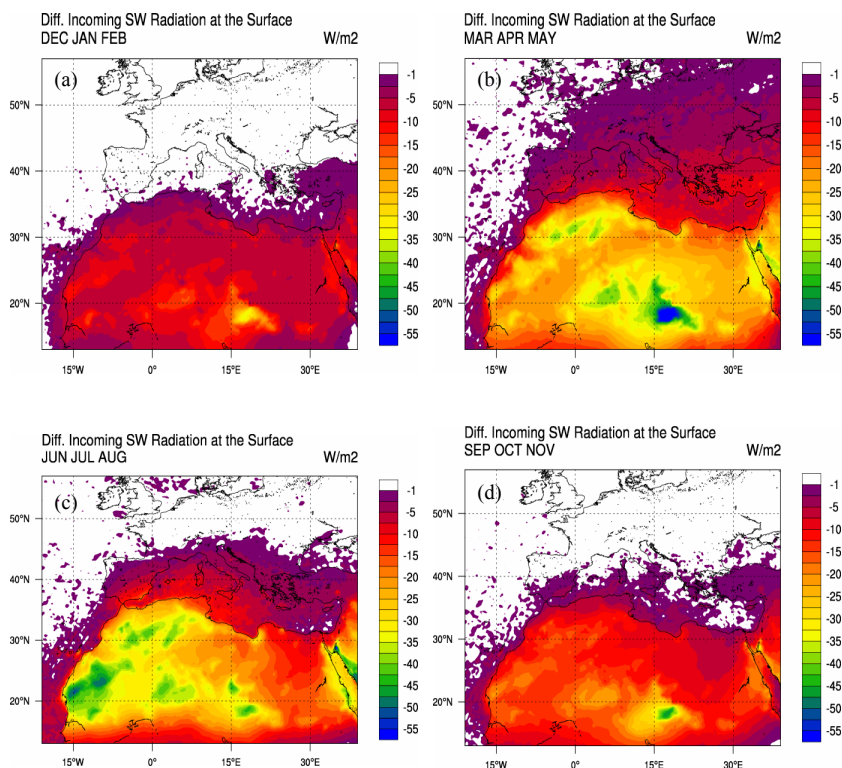 Diff. Incoming SW Radiation at the Surface
DEC JAN FEB W/m2
(a)
50°N
40°N
30°N
20°N
15°W 0° 15°E 30°E
-1
-5
-10
-15
-20
-25
-30
-35
-40
-45
-50
-55
Diff. Incoming SW Radiation at the Surface
MAR APR MAY W/m2
(b)
50°N
40°N
30°N
20°N
15°W 0° 15°E 30°E
-1
-5
-10
-15
-20
-25
-30
-35
-40
-45
-50
-55
Diff. Incoming SW Radiation at the Surface
JUN JUL AUG W/m2
(c)
50°N
40°N
30°N
20°N
15°W 0° 15°E 30°E
-1
-5
-10
-15
-20
-25
-30
-35
-40
-45
-50
-55
Diff. Incoming SW Radiation at the Surface
SEP OCT NOV W/m2
(d)
50°N
40°N
30°N
20°N
15°W 0° 15°E 30°E
-1
-5
-10
-15
-20
-25
-30
-35
-40
-45
-50
-55